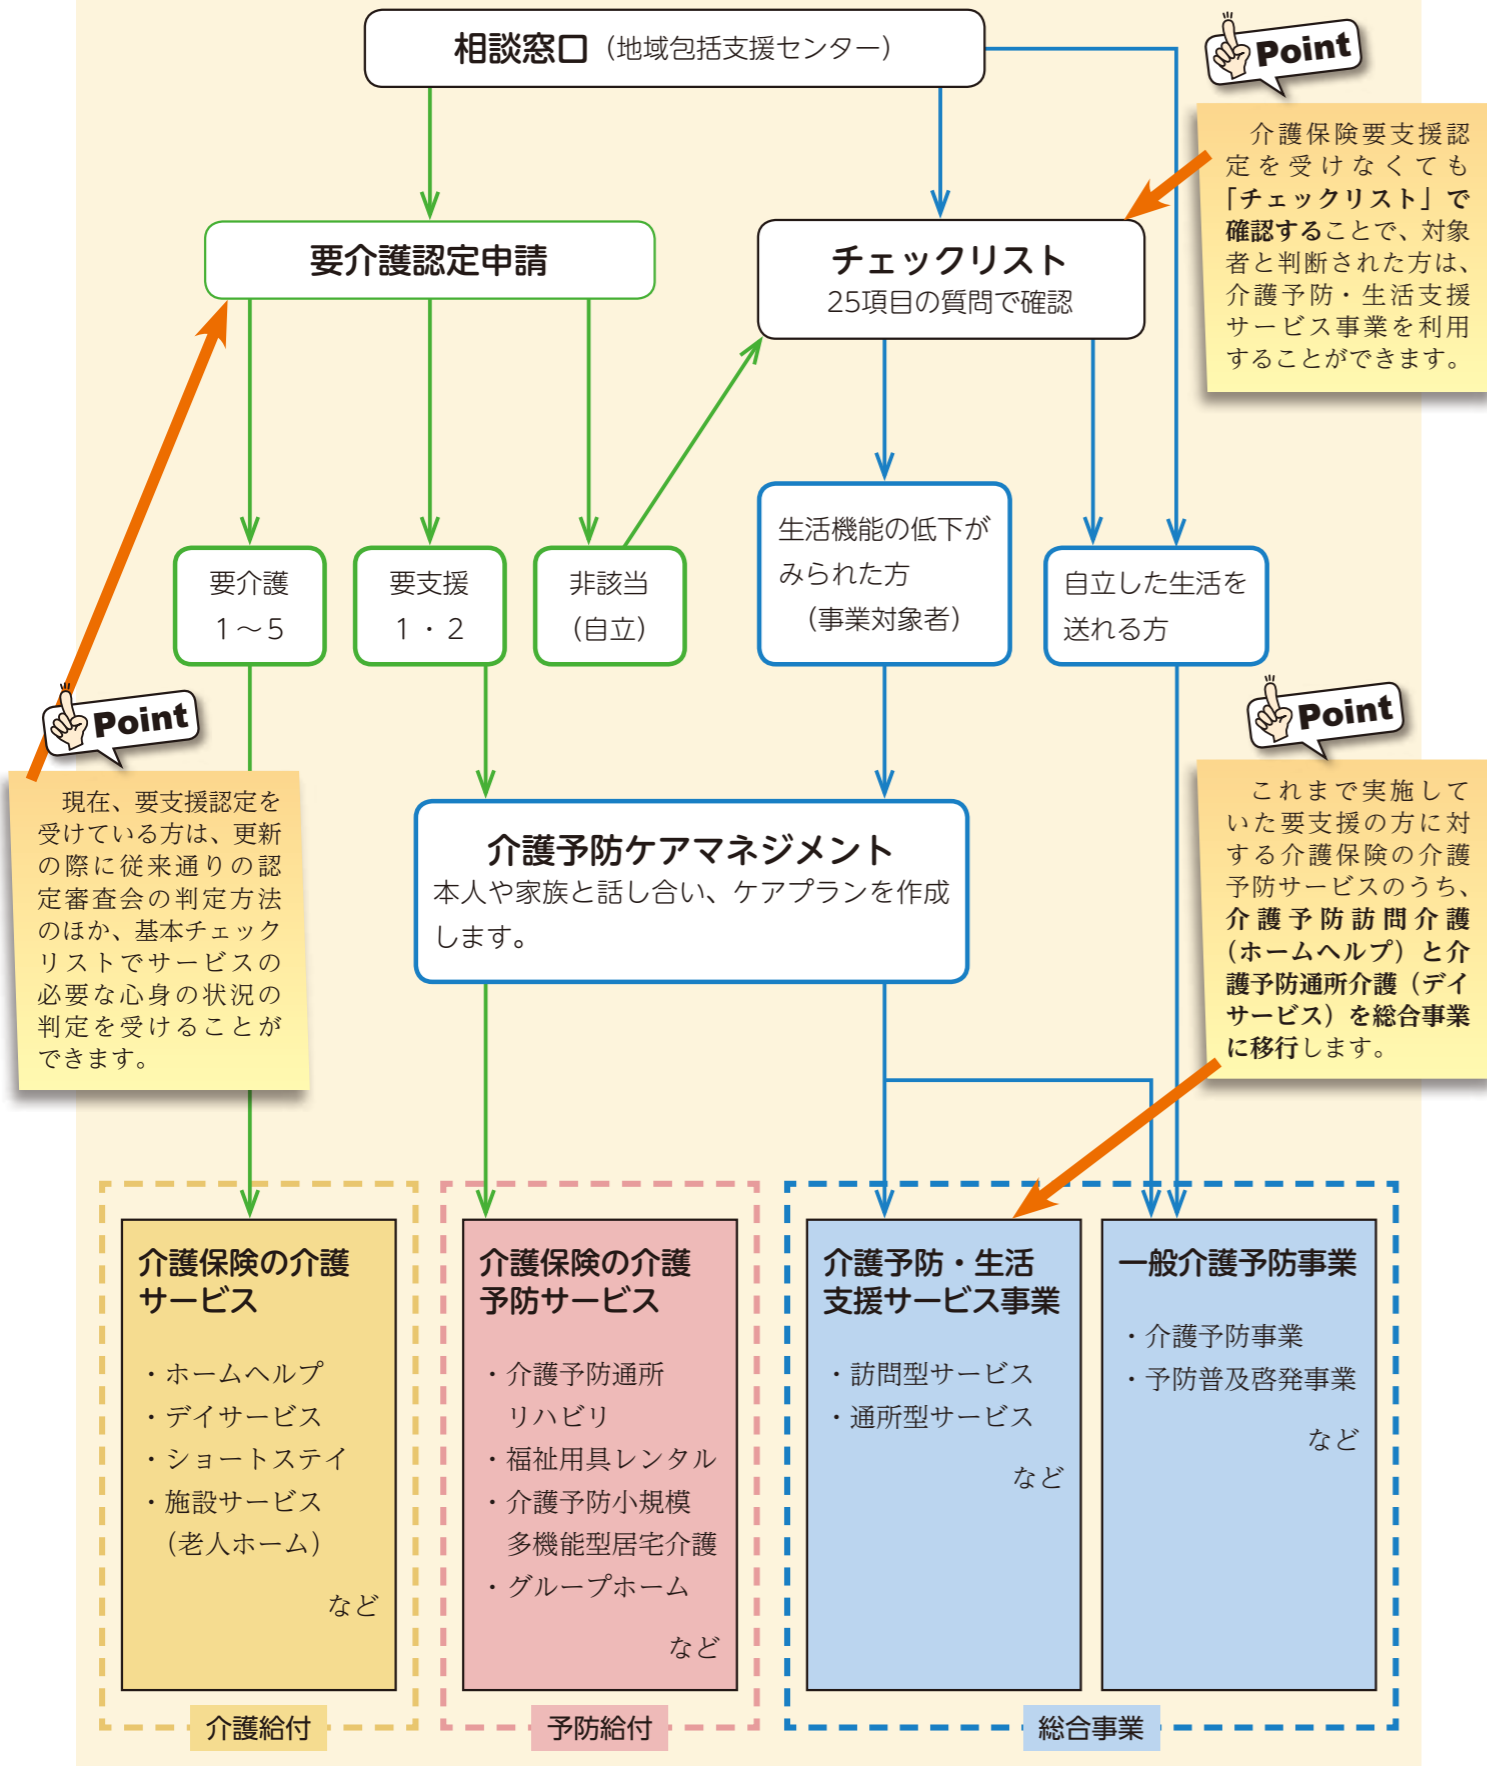 相談窓口（地域包括支援センター）
Point
介護保険要支援認
定を受けなくても
「チェックリスト」で
確認することで、対象
者と判断された方は、
介護予防・生活支援
サービス事業を利用
することができます。
要介護認定申請
チェックリスト
25項目の質問で確認
要介護
1～5
要支援
1・2
非該当
（自立）
生活機能の低下が
みられた方
（事業対象者）
自立した生活を
送れる方
Point
現在、要支援認定を
受けている方は、更新
の際に従来通りの認
定審査会の判定方法
のほか、基本チェック
リストでサービスの
必要な心身の状況の
判定を受けることが
できます。
介護予防ケアマネジメント
本人や家族と話し合い、ケアプランを作成
します。
Point
これまで実施して
いた要支援の方に対
する介護保険の介護
予防サービスのうち、
介護予防訪問介護
（ホームヘルプ）と介
護予防通所介護（デイ
サービス）を総合事業
に移行します。
介護保険の介護
サービス
・ホームヘルプ
・デイサービス
・ショートステイ
・施設サービス
（老人ホーム）
など
介護給付
介護保険の介護
予防サービス
・介護予防通所
リハビリ
・福祉用具レンタル
・介護予防小規模
多機能型居宅介護
・グループホーム
など
予防給付
介護予防・生活
支援サービス事業
・訪問型サービス
・通所型サービス
など
一般介護予防事業
・介護予防事業
・予防普及啓発事業
など
総合事業